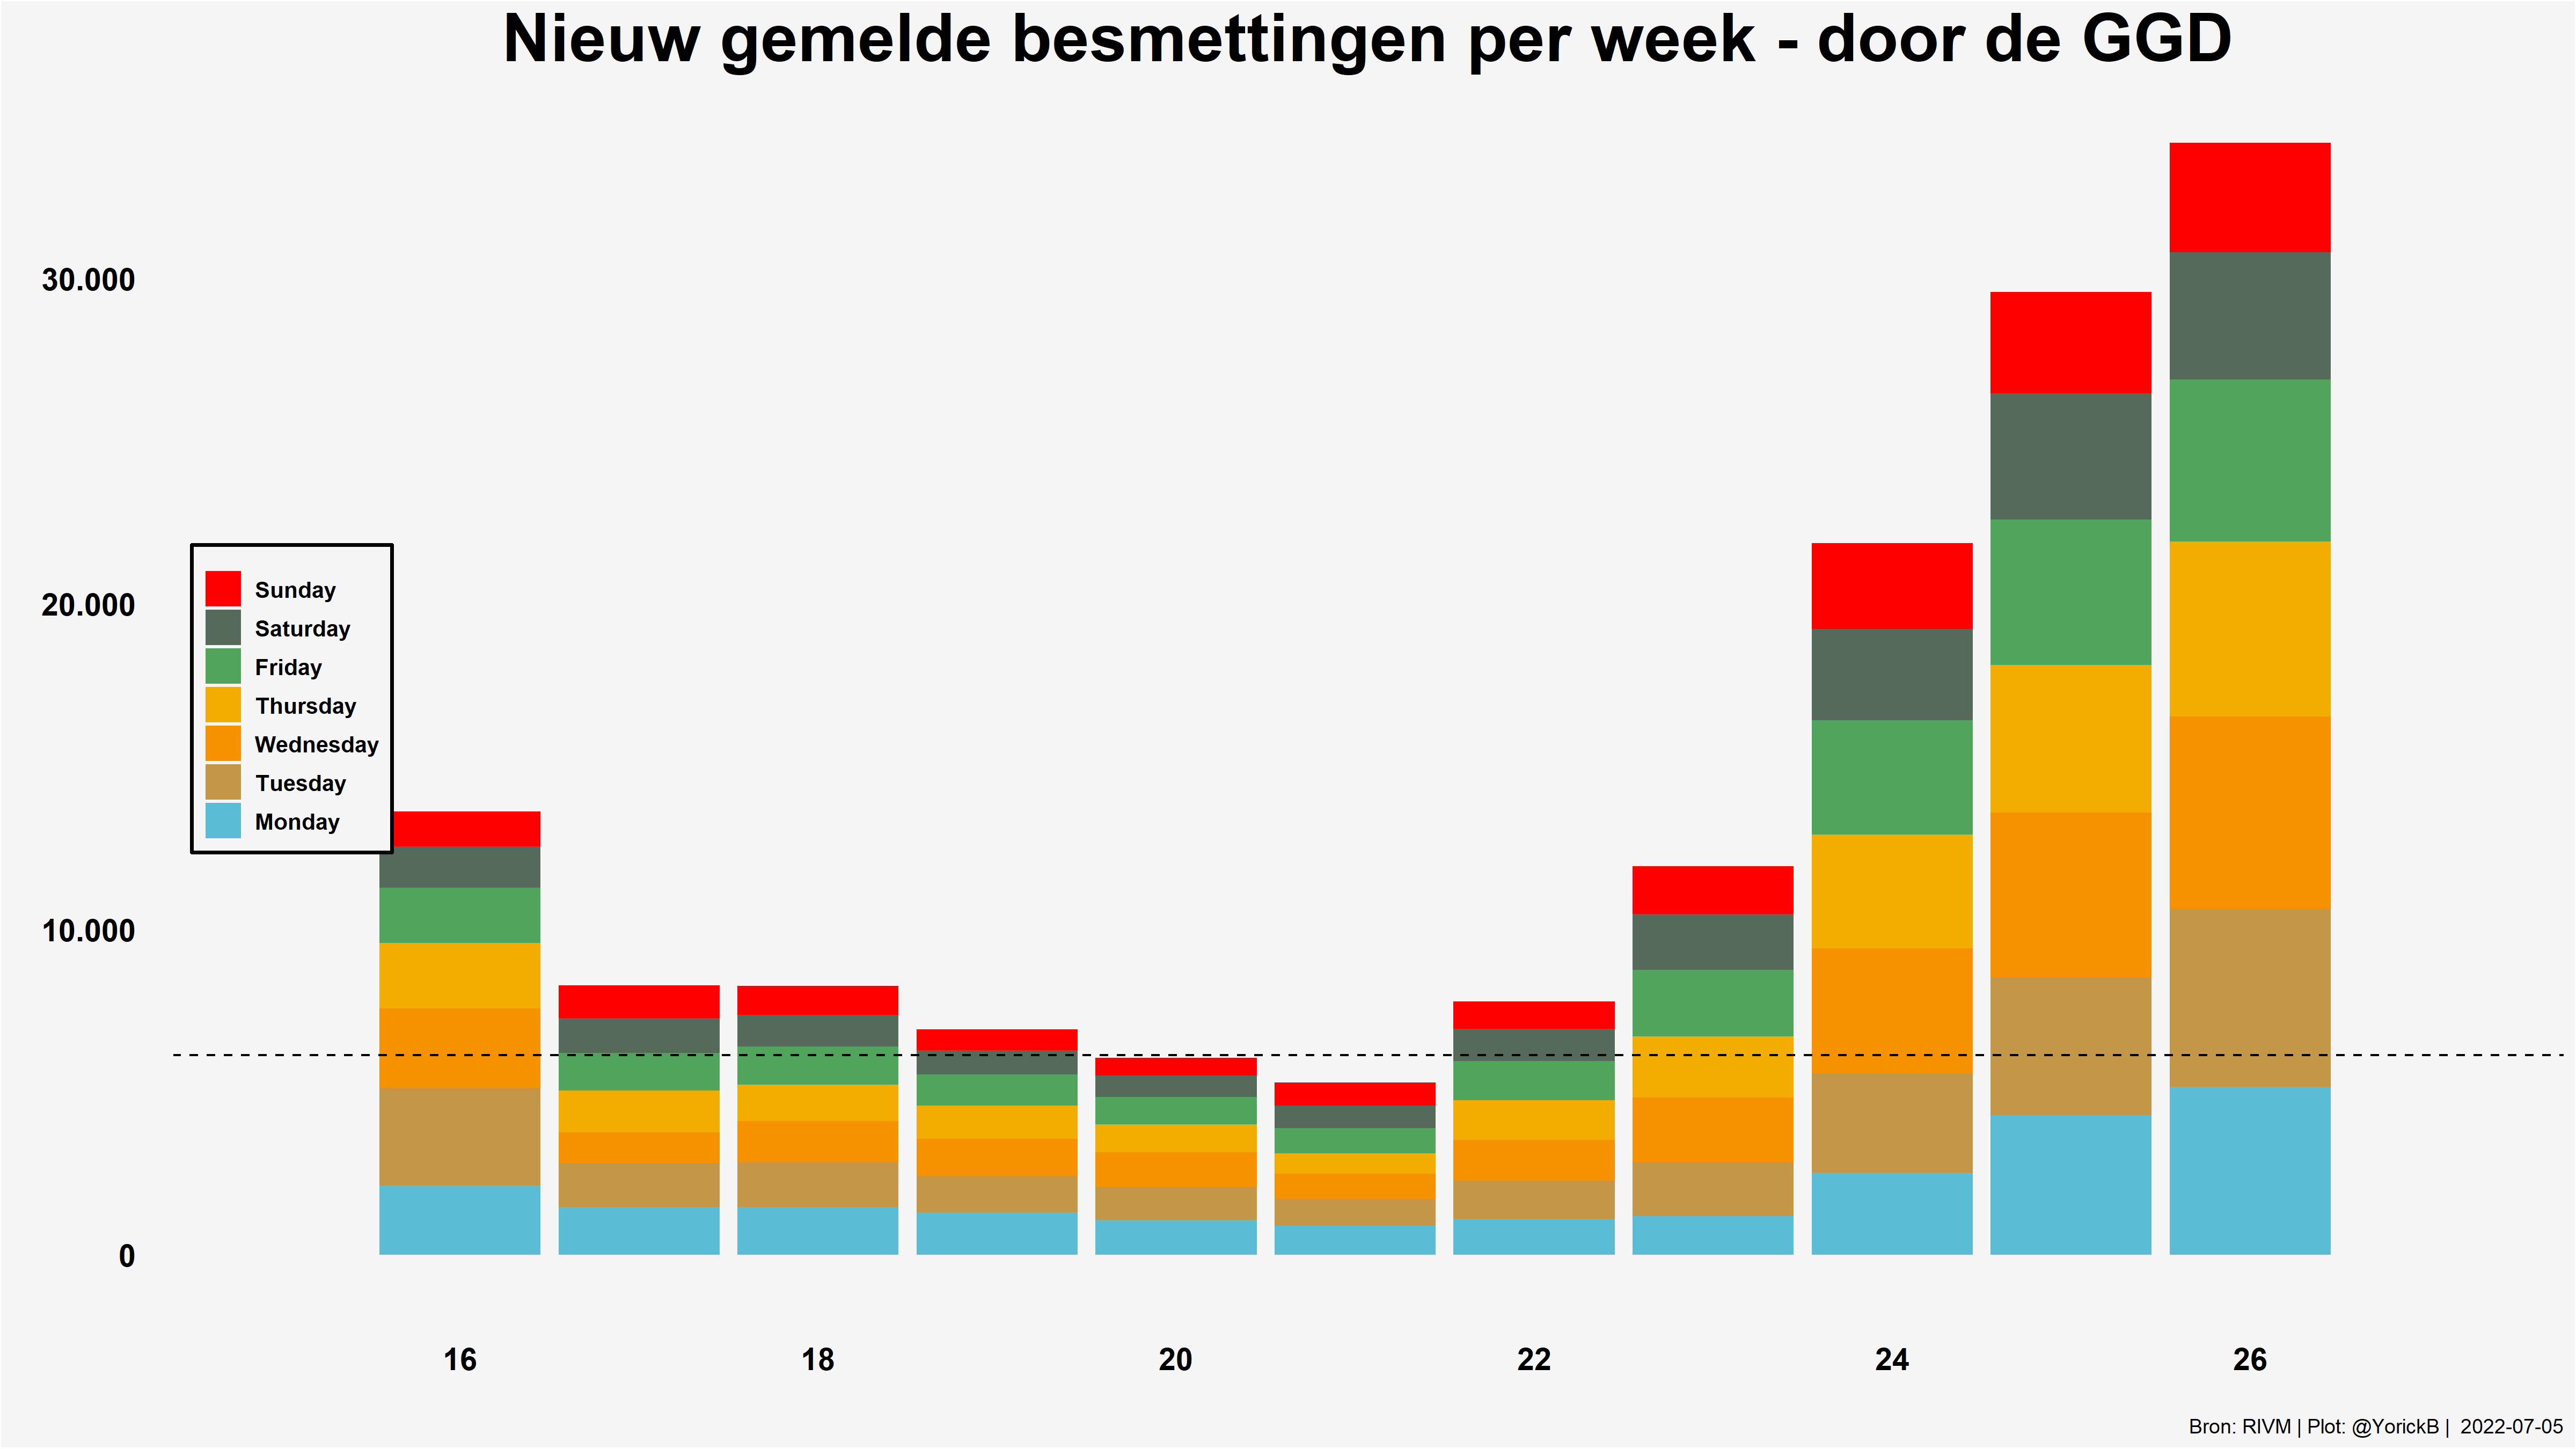 Nieuw gemelde besmettingen per week - door de GGD
30.000
20.000
10.000
0
Sunday
Saturday
Friday
Thursday
Wednesday
Tuesday
Monday
16 18 20 22 24 26
Bron: RIVM | Plot: @YorickB | 2022-07-05